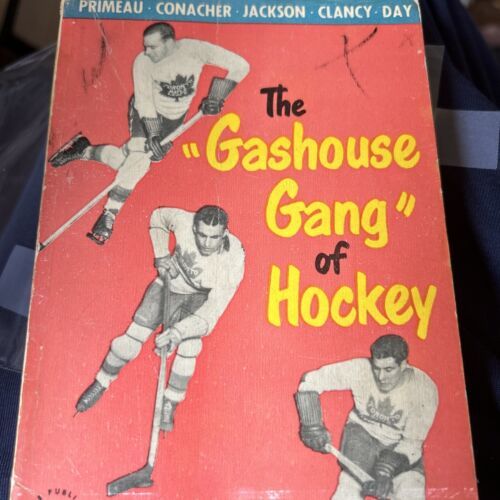 PRIMEAU · CONACHER · JACKSON · CLANCY · DAY
The
"Gashouse
Gang"
of
Hockey